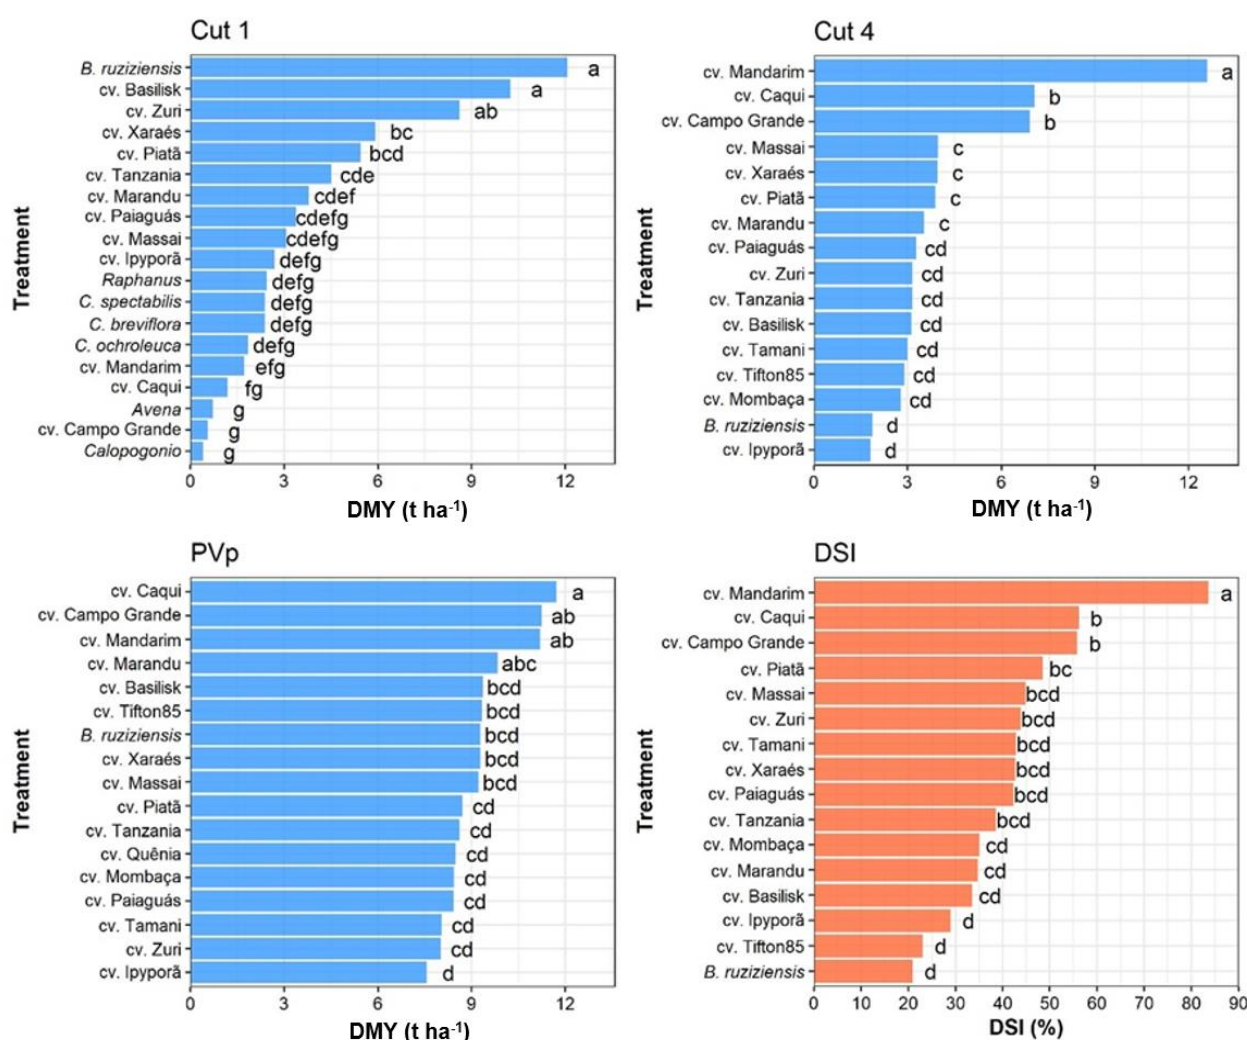 Cut 1
Treatment
B. ruziziensis a
cv. Basilisk a
cv. Zuri ab
cv. Xaraés bc
cv. Piatã bcd
cv. Tanzania cde
cv. Marandu cdef
cv. Paiaguás cdefg
cv. Massai cdefg
cv. Ipyporã defg
Raphanus defg
C. spectabilis defg
C. breviflora defg
C. ochroleuca defg
cv. Mandarim efg
cv. Caqui fg
Avena g
cv. Campo Grande g
Calopogonio g
0 3 6 9 12
DMY (t ha-1)
Cut 4
Treatment
cv. Mandarim a
cv. Caqui b
cv. Campo Grande b
cv. Massai c
cv. Xaraés c
cv. Piatã c
cv. Marandu c
cv. Paiaguás cd
cv. Zuri cd
cv. Tanzania cd
cv. Basilisk cd
cv. Tamani cd
cv. Tifton85 cd
cv. Mombaça cd
B. ruziziensis d
cv. Ipyporã d
0 3 6 9 12
DMY (t ha-1)
PVp
Treatment
cv. Caqui a
cv. Campo Grande ab
cv. Mandarim ab
cv. Marandu abc
cv. Basilisk bcd
cv. Tifton85 bcd
B. ruziziensis bcd
cv. Xaraés bcd
cv. Massai bcd
cv. Piatã cd
cv. Tanzania cd
cv. Quênia cd
cv. Mombaça cd
cv. Paiaguás cd
cv. Tamani cd
cv. Zuri cd
cv. Ipyporã d
0 3 6 9 12
DMY (t ha-1)
DSI
Treatment
cv. Mandarim a
cv. Caqui b
cv. Campo Grande b
cv. Piatã bc
cv. Massai bcd
cv. Zuri bcd
cv. Tamani bcd
cv. Xaraés bcd
cv. Paiaguás bcd
cv. Tanzania bcd
cv. Mombaça cd
cv. Marandu cd
cv. Basilisk cd
cv. Ipyporã d
cv. Tifton85 d
B. ruziziensis d
0 10 20 30 40 50 60 70 80 90
DSI (%)